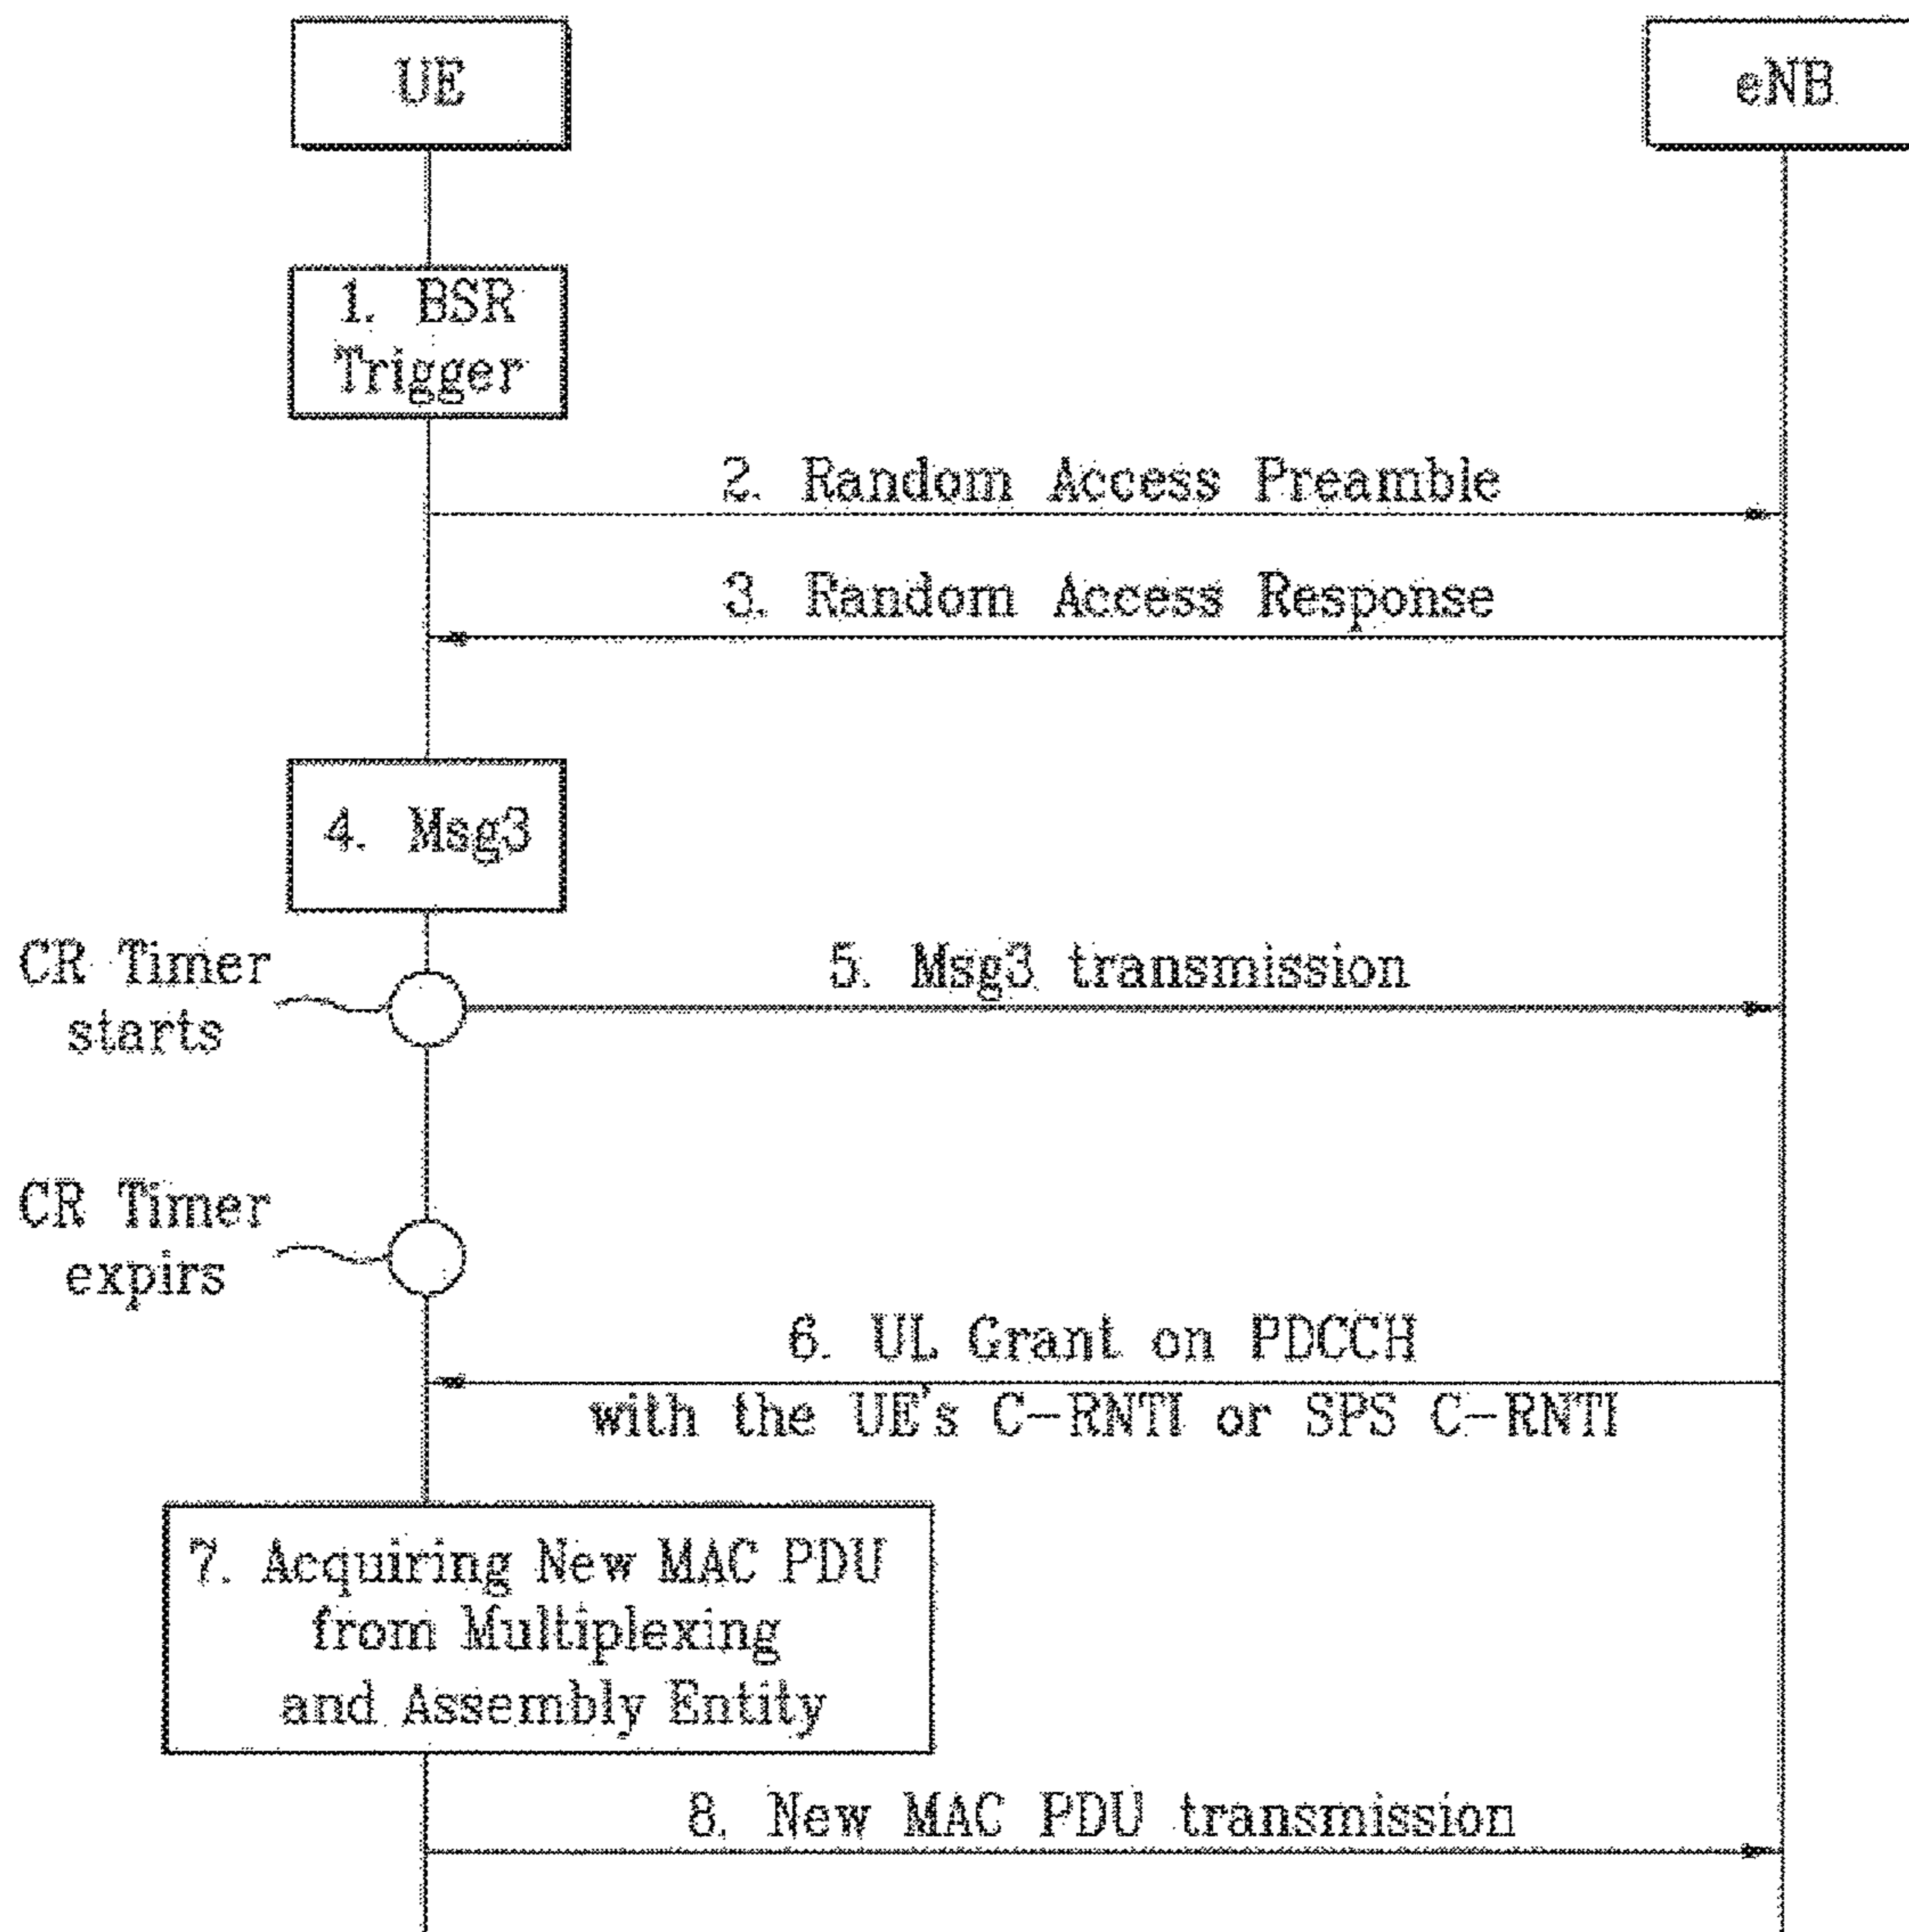 UE
eNB
1. BSR
Trigger
2. Random Access Preamble
3. Random Access Response
4. Msg3
CR Timer
starts
5. Msg3 transmission
CR Timer
expirs
6. UL Grant on PDCCH
with the UE's C-RNTI or SPS C-RNTI
7. Acquiring New MAC PDU
from Multiplexing
and Assembly Entity
8. New MAC PDU transmission